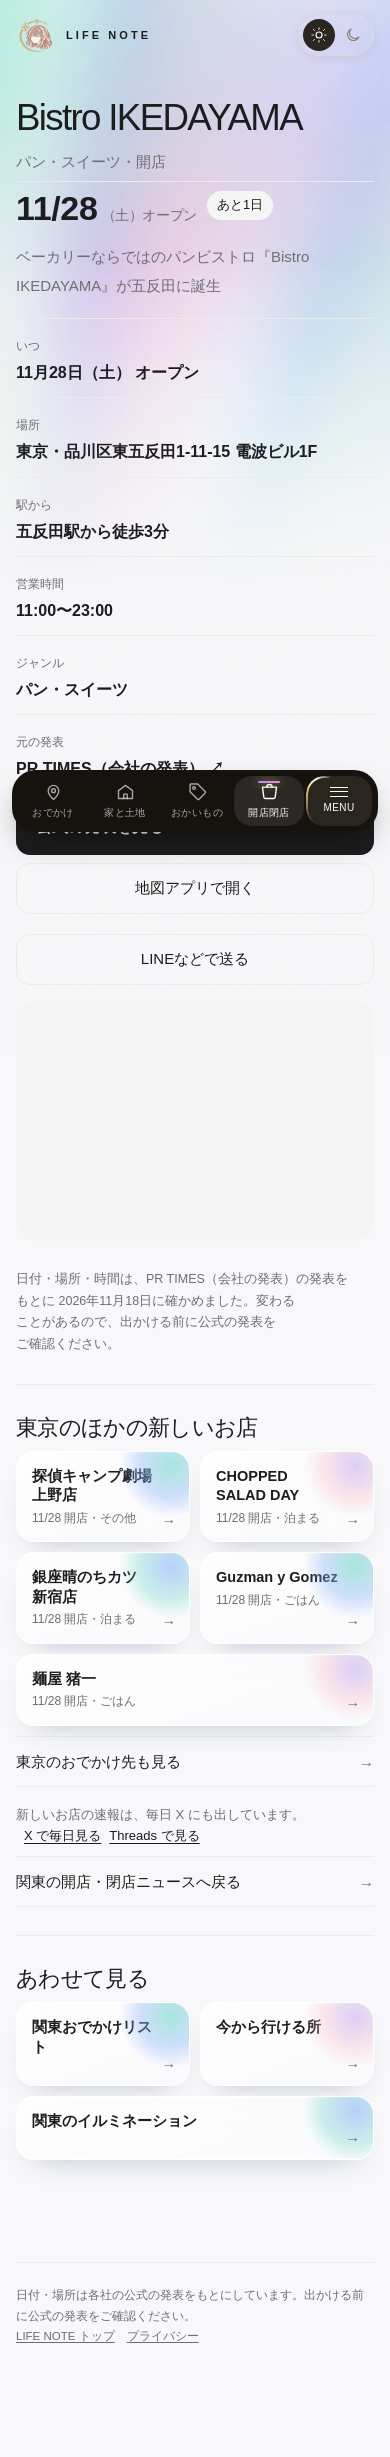 LIFE NOTE
Bistro IKEDAYAMA
パン・スイーツ・開店
11/28 （土）オープン あと1日
ベーカリーならではのパンビストロ『Bistro
IKEDAYAMA』が五反田に誕生
いつ
11月28日（土） オープン
場所
東京・品川区東五反田1-11-15 電波ビル1F
駅から
五反田駅から徒歩3分
営業時間
11:00〜23:00
ジャンル
パン・スイーツ
元の発表
PR TIMES（会社の発表） ↗
おでかけ 家と土地 おかいもの 開店閉店 MENU
地図アプリで開く
LINEなどで送る
日付・場所・時間は、PR TIMES（会社の発表）の発表を
もとに 2026年11月18日に確かめました。変わる
ことがあるので、出かける前に公式の発表を
ご確認ください。
東京のほかの新しいお店
探偵キャンプ劇場
上野店
11/28 開店・その他 →
CHOPPED
SALAD DAY
11/28 開店・泊まる →
銀座晴のちカツ
新宿店
11/28 開店・泊まる →
Guzman y Gomez
11/28 開店・ごはん
→
麺屋 猪一
11/28 開店・ごはん →
東京のおでかけ先も見る →
新しいお店の速報は、毎日 X にも出しています。
X で毎日見る Threads で見る
関東の開店・閉店ニュースへ戻る →
あわせて見る
関東おでかけリス
ト
→
今から行ける所
→
関東のイルミネーション
→
日付・場所は各社の公式の発表をもとにしています。出かける前
に公式の発表をご確認ください。
LIFE NOTE トップ プライバシー